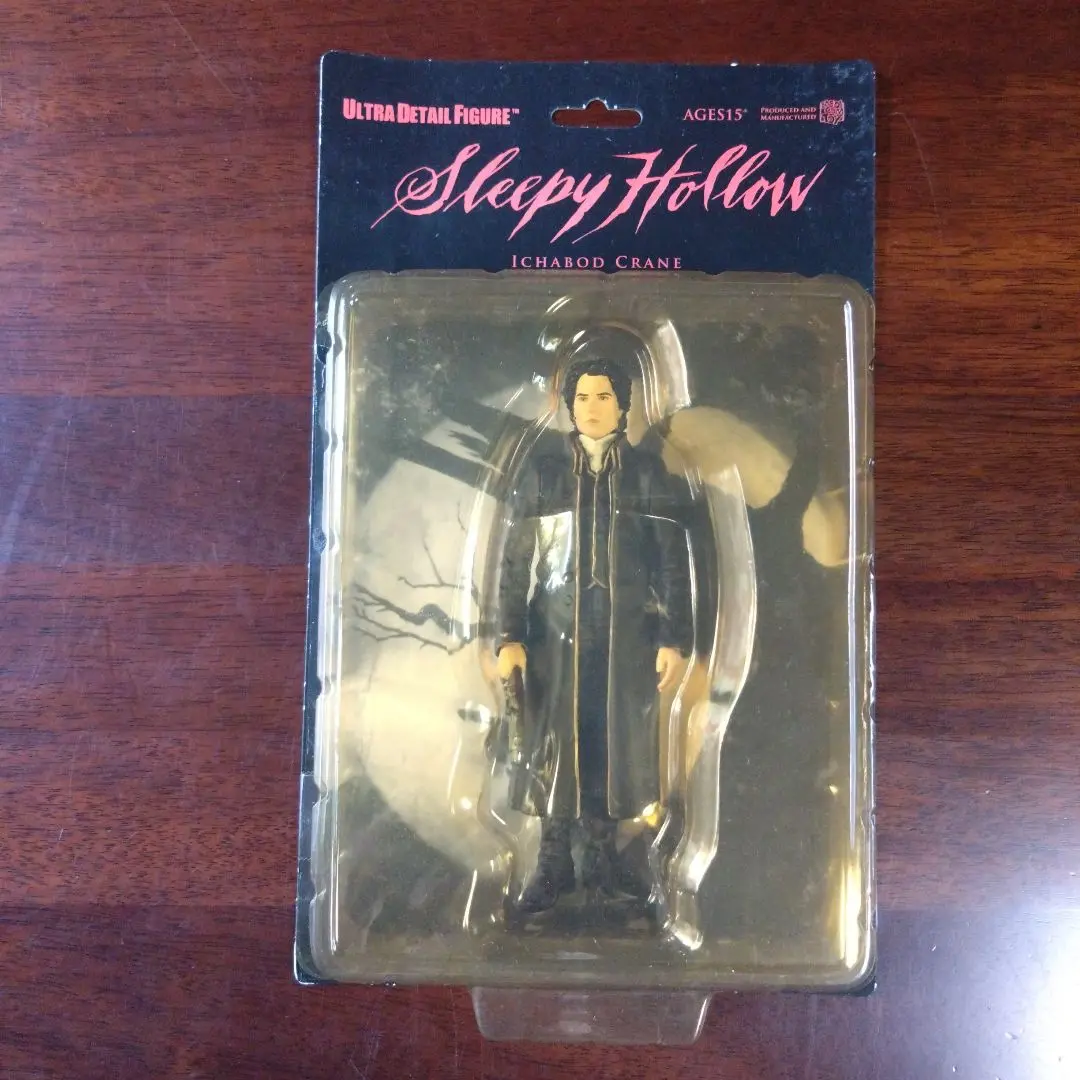 ULTRA DETAIL FIGURE™
AGES15+
PRODUCED AND
MANUFACTURED
Sleepy Hollow
ICHABOD CRANE